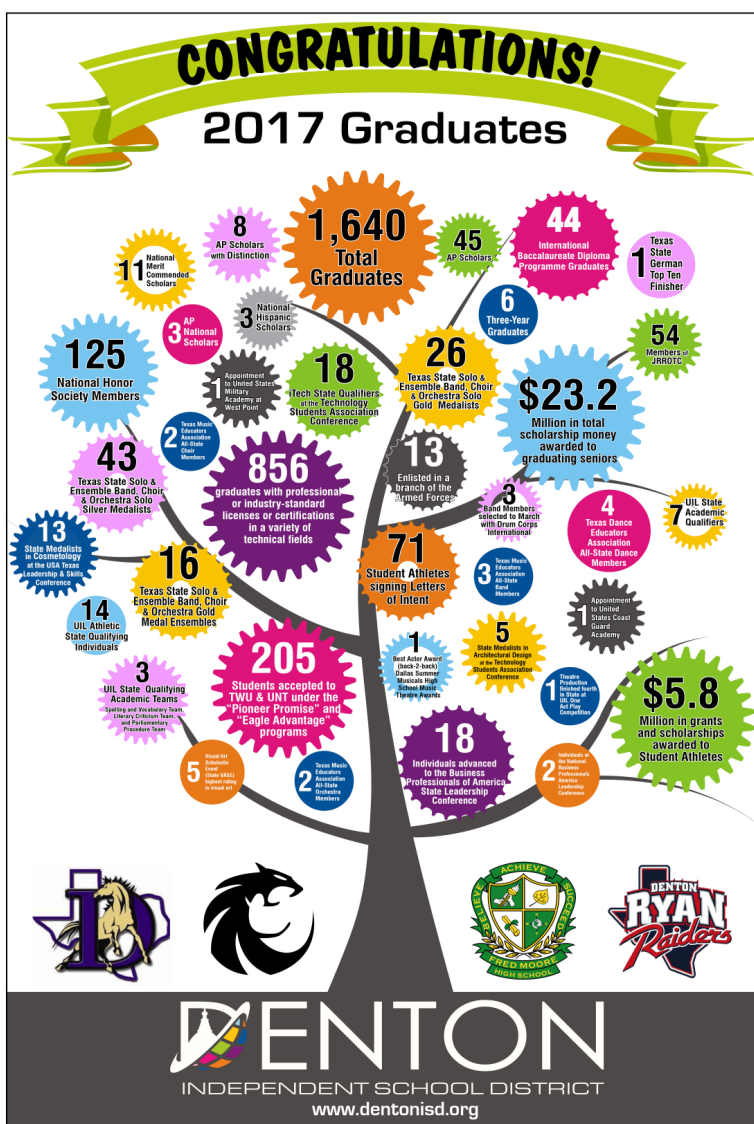 CONGRATULATIONS!
2017 Graduates
8
AP Scholars
with Distinction
1,640
Total
Graduates
45
AP Scholars
44
International
Baccalaureate Diploma
Programme Graduates
1
Texas
State
German
Top Ten
Finisher
11
National
Merit
Commended
Scholars
3
AP
National
Scholars
3
National
Hispanic
Scholars
6
Three-Year
Graduates
54
Members of
JRROTC
125
National Honor
Society Members
1
Appointment
to United States
Military
Academy at
West Point
18
Tech State Qualifiers
at the Technology
Students Association
Conference
26
Texas State Solo &
Ensemble Band, Choir
& Orchestra Solo
Gold Medalists
$23.2
Million in total
scholarship money
awarded to
graduating seniors
2
Texas Music
Educators
Association
All-State
Choir
Members
43
Texas State Solo &
Ensemble Band, Choir
& Orchestra Solo
Silver Medalists
856
graduates with professional
or industry-standard
licenses or certifications
in a variety of
technical fields
13
Enlisted in a
branch of the
Armed Forces
3
Band Members
selected to March
with Drum Corps
International
4
Texas Dance
Educators
Association
All-State Dance
Members
7
UIL State
Academic
Qualifiers
13
State Medalists
in Cosmetology
at the USA Texas
Leadership & Skills
Conference
16
Texas State Solo &
Ensemble Band, Choir
& Orchestra Gold
Medal Ensembles
71
Student Athletes
signing Letters
of Intent
3
Texas Music
Educators
Association
All-State
Band
Members
1
Appointment
to United
States Coast
Guard
Academy
14
UIL Athletic
State Qualifying
Individuals
205
Students accepted to
TWU & UNT under the
"Pioneer Promise" and
"Eagle Advantage"
programs
1
Best Actor Award
(back-2-back)
Dallas Summer
Musicals High
School Music
Theatre Awards
5
State Medalists in
Architectural Design
at the Technology
Students Association
Conference
3
UIL State Qualifying
Academic Teams
Spelling and Vocabulary Team,
Literary Criticism Team,
and Parliamentary
Procedure Team
1
Theatre
Production
finished fourth
in State at
UIL One
Act Play
Competition
$5.8
Million in grants
and scholarships
awarded to
Student Athletes
5
Visual Art
Scholastic
Event
(State VASE)
highest rating
in visual art
2
Texas Music
Educators
Association
All-State
Orchestra
Members
18
Individuals advanced
to the Business
Professionals of America
State Leadership
Conference
2
Individuals at
the National
Business
Professionals
America
Leadership
Conference
D
BELIEVE
ACHIEVE
SUCCEED
FRED MOORE
HIGH SCHOOL
DENTON
RYAN
Raiders
DENTON
INDEPENDENT SCHOOL DISTRICT
www.dentonisd.org